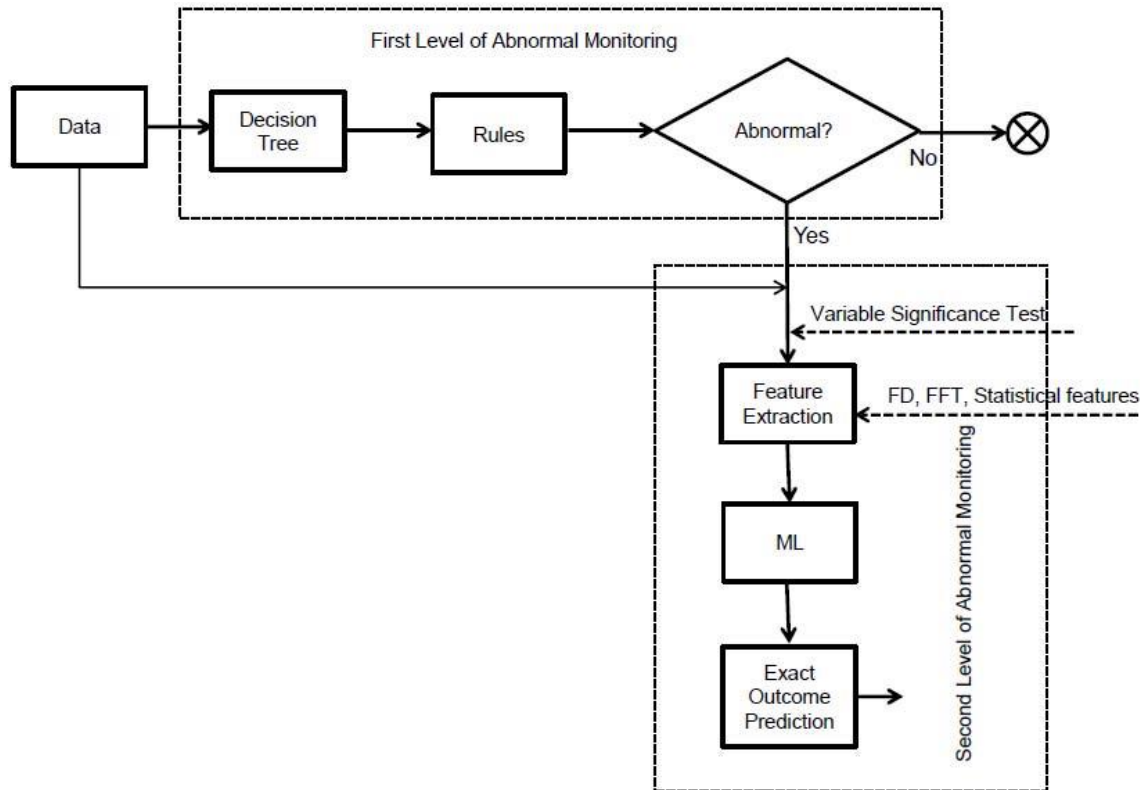 First Level of Abnormal Monitoring
Data
Decision
Tree
Rules
Abnormal?
No
Yes
Variable Significance Test
Feature
Extraction
FD, FFT, Statistical features
ML
Exact
Outcome
Prediction
Second Level of Abnormal Monitoring